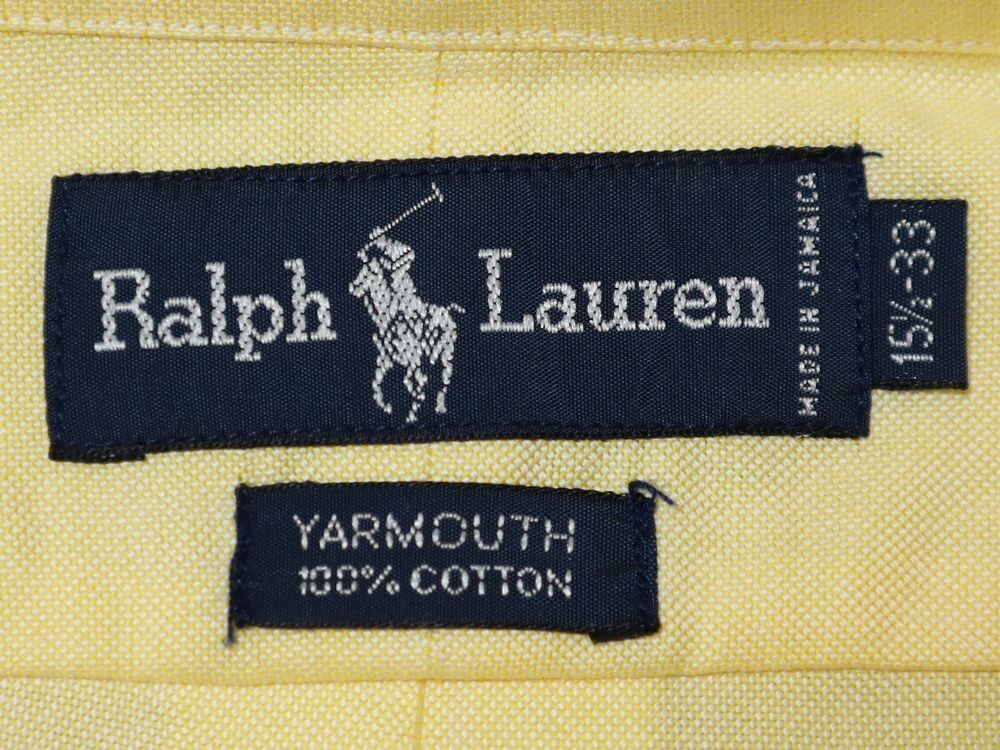 Ralph Lauren
MADE IN JAMAICA
15½-33
YARMOUTH
100% COTTON